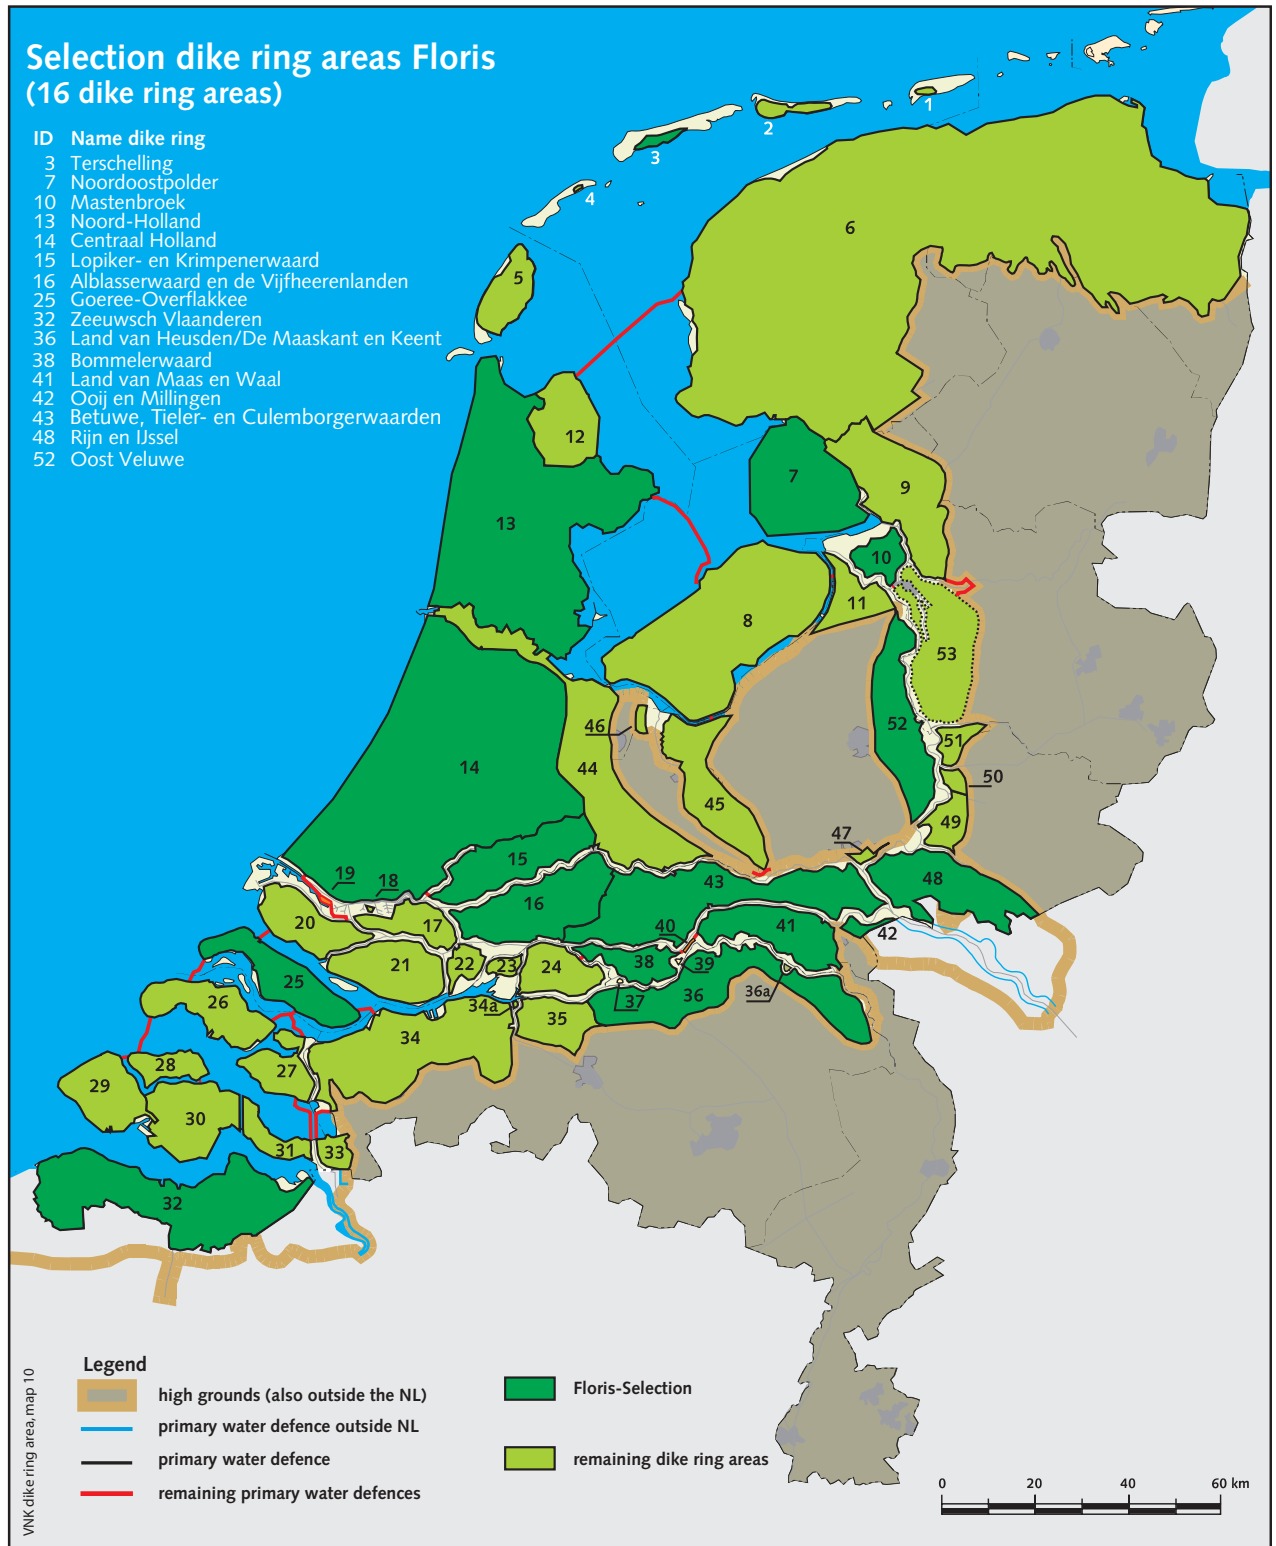 Selection dike ring areas Floris
(16 dike ring areas)
ID Name dike ring
3 Terschelling
7 Noordoostpolder
10 Mastenbroek
13 Noord-Holland
14 Centraal Holland
15 Lopiker- en Krimpenerwaard
16 Alblasserwaard en de Vijfheerenlanden
25 Goeree-Overflakkee
32 Zeeuwsch Vlaanderen
36 Land van Heusden/De Maaskant en Keent
38 Bommelerwaard
41 Land van Maas en Waal
42 Ooij en Millingen
43 Betuwe, Tieler- en Culemborgerwaarden
48 Rijn en IJssel
52 Oost Veluwe
1
2
3
4
5
6
12
7
9
13
10
11
8
53
52
51
46
14
44
50
45
49
47
15
19
18
43
48
16
20
17
40
41
42
21
22
23
24
38
39
25
36a
37
36
26
34a
35
34
28
27
29
30
31
33
32
Legend
high grounds (also outside the NL)
primary water defence outside NL
primary water defence
remaining primary water defences
Floris-Selection
remaining dike ring areas
0 20 40 60 km
VNK dike ring area, map 10